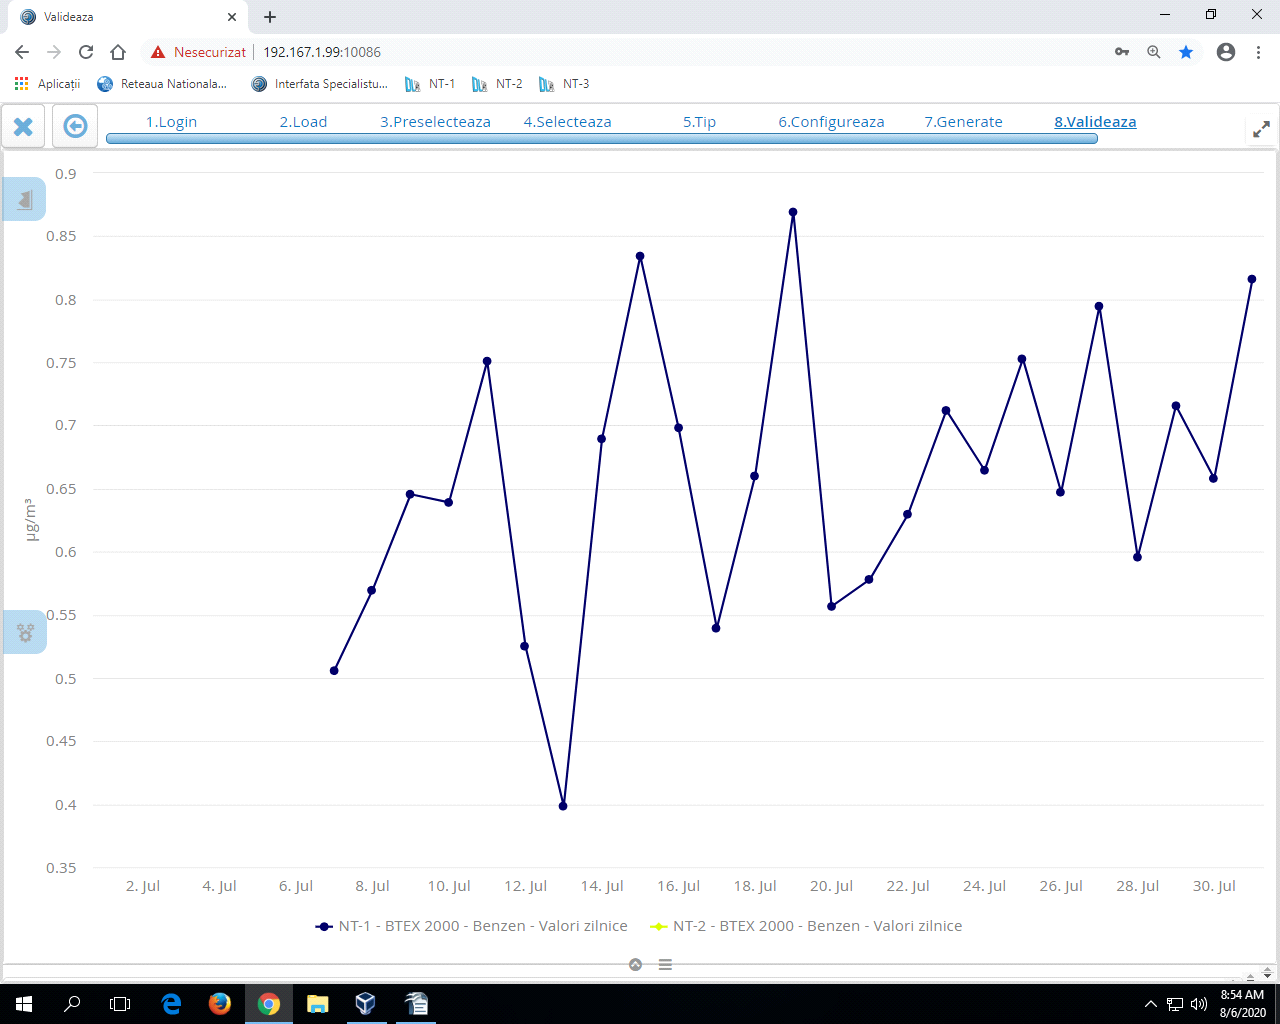 Valideaza
Nesecurizat 192.167.1.99:10086
Aplicații Reteaua Nationala... Interfata Specialistu... NT-1 NT-2 NT-3
1.Login 2.Load 3.Preselecteaza 4.Selecteaza 5.Tip 6.Configureaza 7.Generate 8.Valideaza
0.9
0.85
0.8
0.75
0.7
0.65
0.6
0.55
0.5
0.45
0.4
0.35
µg/m³
2. Jul 4. Jul 6. Jul 8. Jul 10. Jul 12. Jul 14. Jul 16. Jul 18. Jul 20. Jul 22. Jul 24. Jul 26. Jul 28. Jul 30. Jul
NT-1 - BTEX 2000 - Benzen - Valori zilnice NT-2 - BTEX 2000 - Benzen - Valori zilnice
8:54 AM
8/6/2020